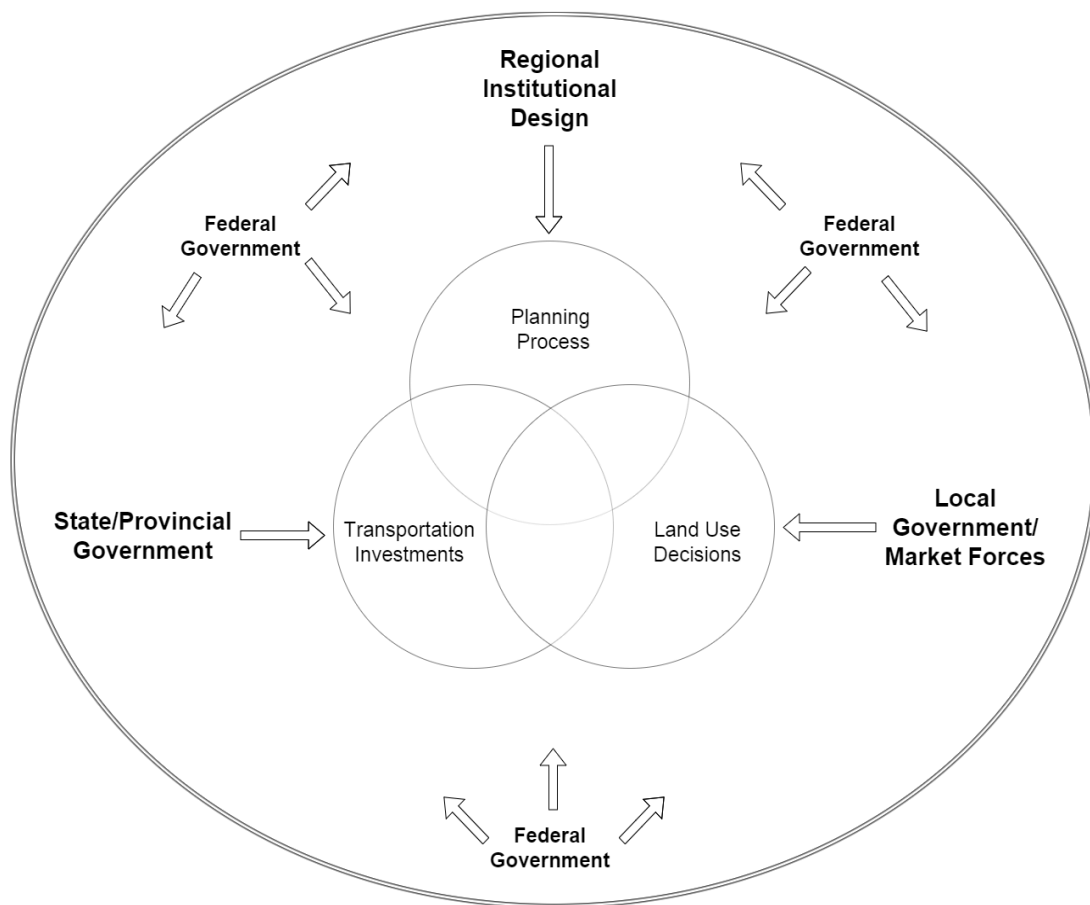 Regional
Institutional
Design
Federal
Government
Federal
Government
Planning
Process
State/Provincial
Government
Transportation
Investments
Land Use
Decisions
Local
Government/
Market Forces
Federal
Government